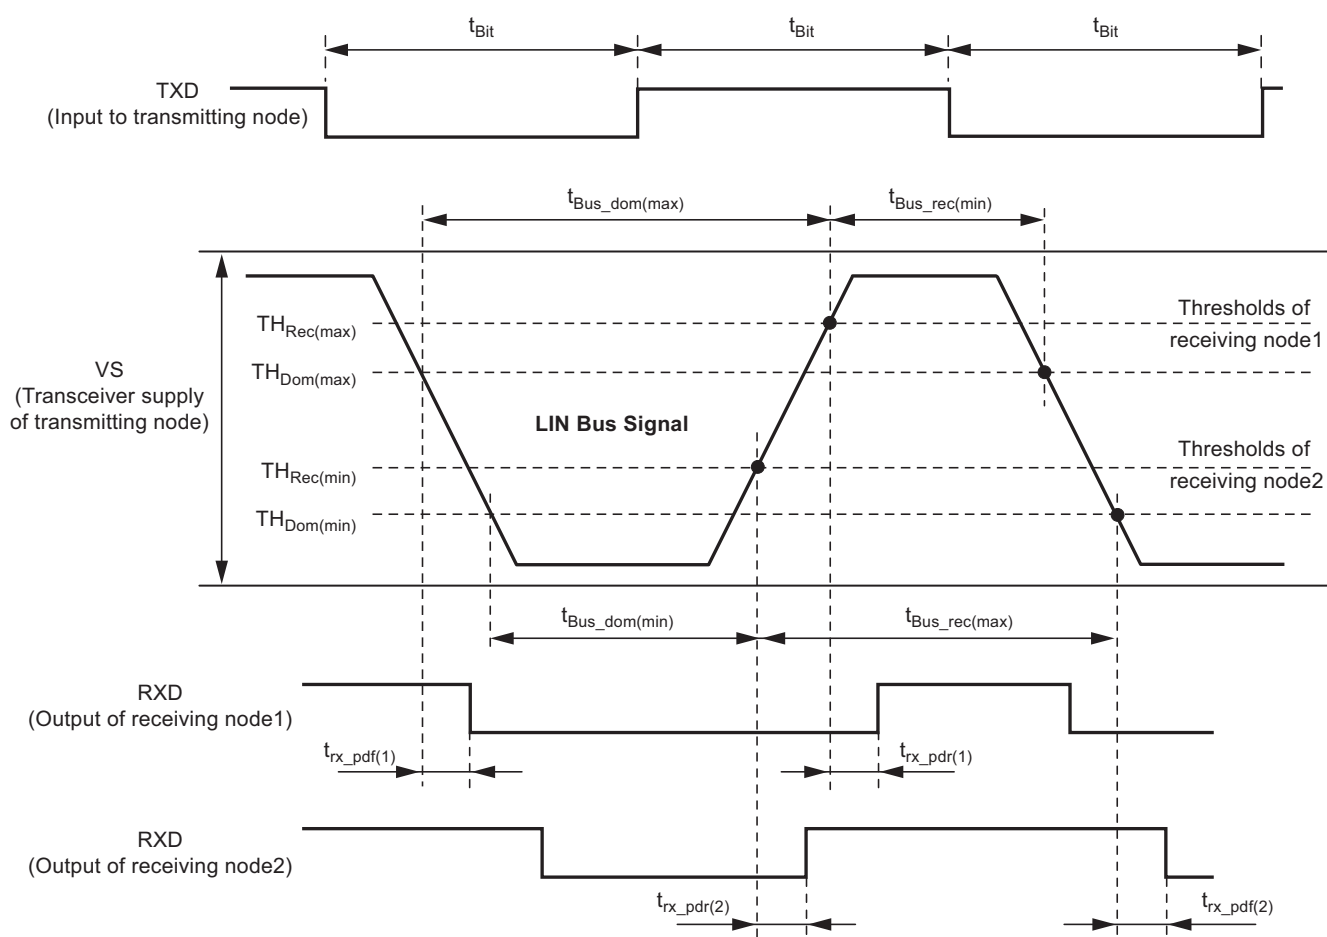 tBit
tBit
tBit
TXD
(Input to transmitting node)
tBus_dom(max)
tBus_rec(min)
THRec(max)
Thresholds of
receiving node1
VS
(Transceiver supply
of transmitting node)
THDom(max)
LIN Bus Signal
THRec(min)
Thresholds of
receiving node2
THDom(min)
tBus_dom(min)
tBus_rec(max)
RXD
(Output of receiving node1)
trx_pdf(1)
trx_pdr(1)
RXD
(Output of receiving node2)
trx_pdr(2)
trx_pdf(2)